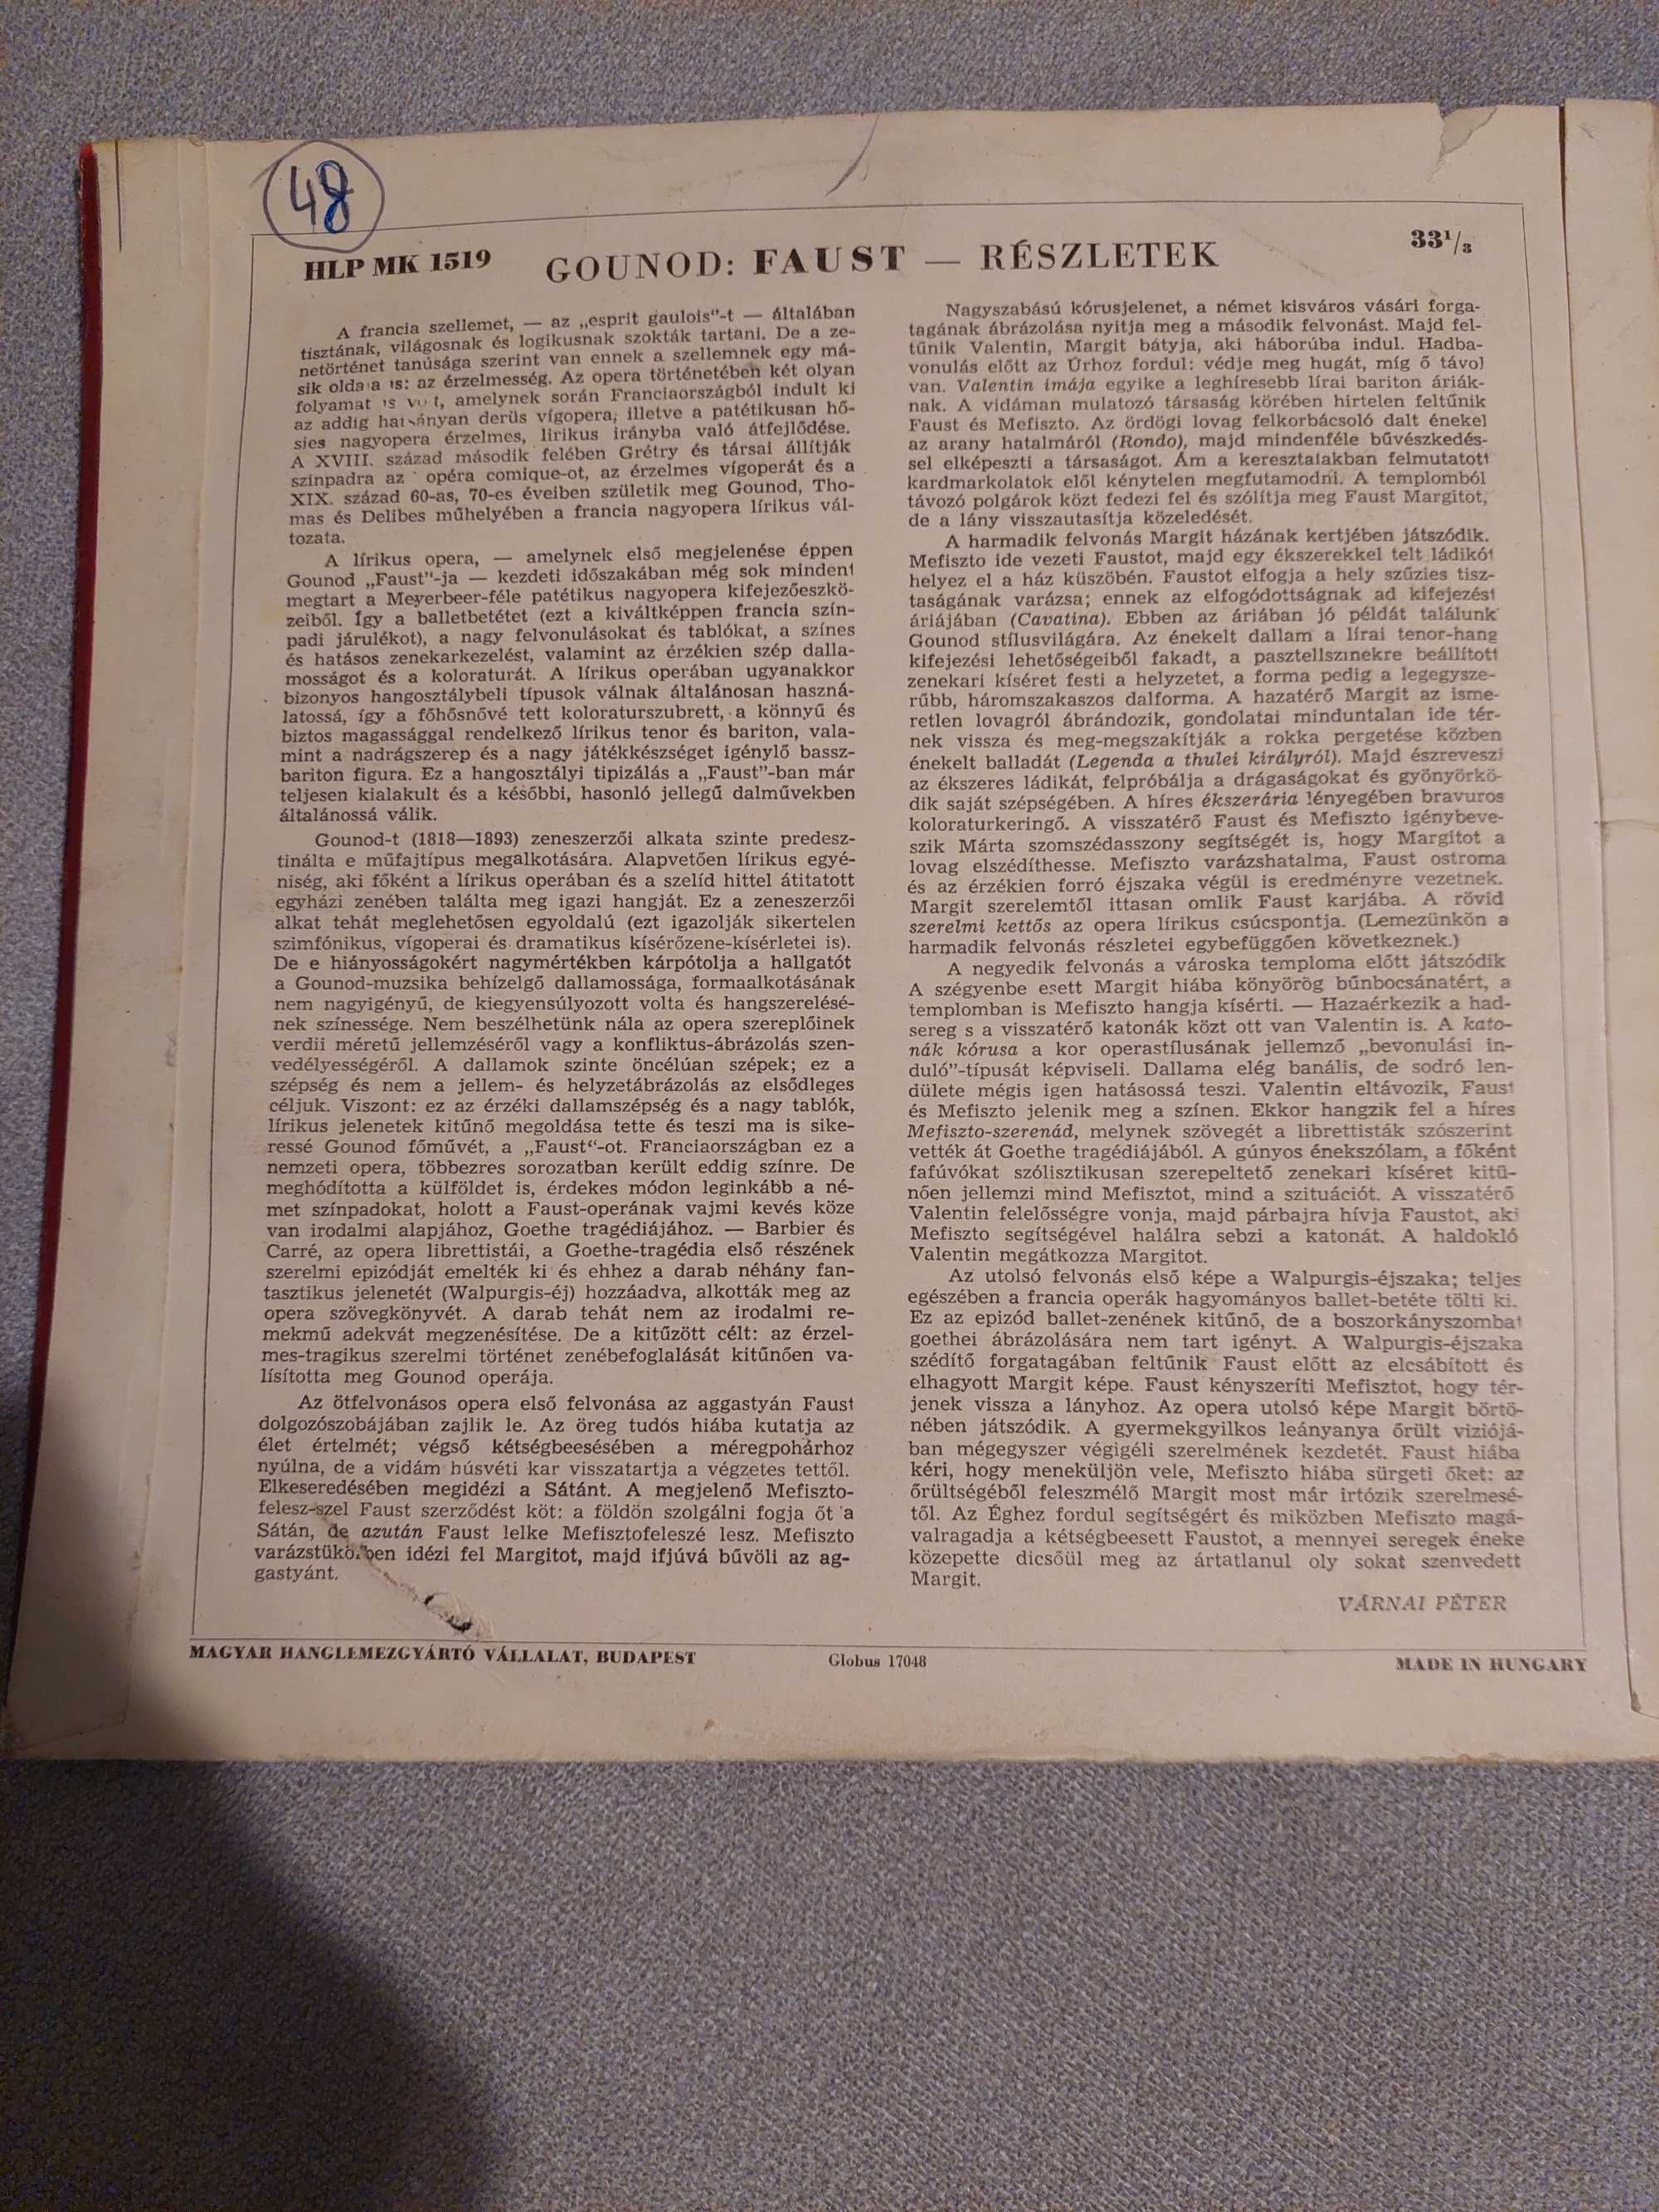 48
HLP MK 1519
GOUNOD: FAUST — RÉSZLETEK
33 1/3
A francia szellemet, — az „esprit gaulois"-t — általában
tisztának, világosnak és logikusnak szokták tartani. De a ze-
netörténet tanúsága szerint van ennek a szellemnek egy má-
sik olda a is: az érzelmesség. Az opera történetében két olyan
folyamat is vo t, amelynek során Franciaországból indult ki
az addig hat ányan derüs vígopera, illetve a patétikusan hő-
sies nagyopera érzelmes, lirikus irányba való átfejlődése.
A XVIII. század második felében Grétry és társai állítják
színpadra az opéra comique-ot, az érzelmes vígoperát és a
XIX. század 60-as, 70-es éveiben születik meg Gounod, Tho-
mas és Delibes műhelyében a francia nagyopera lírikus vál-
tozata.
A lírikus opera, — amelynek első megjelenése éppen
Gounod „Faust"-ja — kezdeti időszakában még sok mindent
megtart a Meyerbeer-féle patétikus nagyopera kifejezőeszkö-
zeiből. Így a balletbetétet (ezt a kiváltképpen francia szín-
padi járulékot), a nagy felvonulásokat és tablókat, a színes
és hatásos zenekarkezelést, valamint az érzékien szép dalla-
mosságot és a koloraturát. A lírikus operában ugyanakkor
bizonyos hangosztálybeli típusok válnak általánosan haszná-
latossá, így a főhősnővé tett koloraturszubrett, a könnyű és
biztos magassággal rendelkező lírikus tenor és bariton, vala-
mint a nadrágszerep és a nagy játékkészséget igénylő bassz-
bariton figura. Ez a hangosztályi tipizálás a „Faust"-ban már
teljesen kialakult és a későbbi, hasonló jellegű dalművekben
általánossá válik.
Gounod-t (1818—1893) zeneszerzői alkata szinte predesz-
tinálta e műfajtípus megalkotására. Alapvetően lírikus egyé-
niség, aki főként a lírikus operában és a szelíd hittel átitatott
egyházi zenében találta meg igazi hangját. Ez a zeneszerzői
alkat tehát meglehetősen egyoldalú (ezt igazolják sikertelen
szimfónikus, vígoperai és dramatikus kísérőzene-kísérletei is).
De e hiányosságokért nagymértékben kárpótolja a hallgatót
a Gounod-muzsika behízelgő dallamossága, formaalkotásának
nem nagyigényű, de kiegyensúlyozott volta és hangszerelésé-
nek színessége. Nem beszélhetünk nála az opera szereplőinek
verdii méretű jellemzéséről vagy a konfliktus-ábrázolás szen-
vedélyességéről. A dallamok szinte öncélúan szépek; ez a
szépség és nem a jellem- és helyzetábrázolás az elsődleges
céljuk. Viszont: ez az érzéki dallamszépség és a nagy tablók,
lírikus jelenetek kitűnő megoldása tette és teszi ma is sike-
ressé Gounod főművét, a „Faust"-ot. Franciaországban ez a
nemzeti opera, többezres sorozatban került eddig színre. De
meghódította a külföldet is, érdekes módon leginkább a né-
met színpadokat, holott a Faust-operának vajmi kevés köze
van irodalmi alapjához, Goethe tragédiájához. — Barbier és
Carré, az opera librettistái, a Goethe-tragédia első részének
szerelmi epizódját emelték ki és ehhez a darab néhány fan-
tasztikus jelenetét (Walpurgis-éj) hozzáadva, alkották meg az
opera szövegkönyvét. A darab tehát nem az irodalmi re-
mekmű adekvát megzenésítése. De a kitűzött célt: az érzel-
mes-tragikus szerelmi történet zenébefoglalását kitűnően va-
lísította meg Gounod operája.
Az ötfelvonásos opera első felvonása az aggastyán Faust
dolgozószobájában zajlik le. Az öreg tudós hiába kutatja az
élet értelmét; végső kétségbeesésében a méregpohárhoz
nyúlna, de a vidám húsvéti kar visszatartja a végzetes tettől.
Elkeseredésében megidézi a Sátánt. A megjelenő Mefiszto-
felesz-szel Faust szerződést köt: a földön szolgálni fogja őt a
Sátán, de azután Faust lelke Mefisztofeleszé lesz. Mefiszto
varázstükörben idézi fel Margitot, majd ifjúvá bűvöli az ag-
gastyánt.
Nagyszabású kórusjelenet, a német kisváros vásári forga-
tagának ábrázolása nyitja meg a második felvonást. Majd fel-
tűnik Valentin, Margit bátyja, aki háborúba indul. Hadba-
vonulás előtt az Úrhoz fordul: védje meg hugát, míg ő távol
van. Valentin imája egyike a leghíresebb lírai bariton áriák-
nak. A vidáman mulatozó társaság körében hirtelen feltűnik
Faust és Mefiszto. Az ördögi lovag felkorbácsoló dalt énekel
az arany hatalmáról (Rondo), majd mindenféle bűvészkedés-
sel elképeszti a társaságot. Ám a keresztalakban felmutatott
kardmarkolatok elől kénytelen megfutamodni. A templomból
távozó polgárok közt fedezi fel és szólítja meg Faust Margitot,
de a lány visszautasítja közeledését.
A harmadik felvonás Margit házának kertjében játszódik.
Mefiszto ide vezeti Faustot, majd egy ékszerekkel telt ládikót
helyez el a ház küszöbén. Faustot elfogja a hely szűzies tisz-
taságának varázsa; ennek az elfogódottságnak ad kifejezést
áriájában (Cavatina). Ebben az áriában jó példát találunk
Gounod stílusvilágára. Az énekelt dallam a lírai tenor-hang
kifejezési lehetőségeiből fakadt, a pasztellszínekre beállított
zenekari kíséret festi a helyzetet, a forma pedig a legegysze-
rűbb, háromszakaszos dalforma. A hazatérő Margit az isme-
retlen lovagról ábrándozik, gondolatai minduntalan ide tér-
nek vissza és meg-megszakítják a rokka pergetése közben
énekelt balladát (Legenda a thulei királyról). Majd észreveszi
az ékszeres ládikát, felpróbálja a drágaságokat és gyönyörkö-
dik saját szépségében. A híres ékszerária lényegében bravuros
koloraturkeringő. A visszatérő Faust és Mefiszto igénybeve-
szik Márta szomszédasszony segítségét is, hogy Margitot a
lovag elszédíthesse. Mefiszto varázshatalma, Faust ostroma
és az érzékien forró éjszaka végül is eredményre vezetnek.
Margit szerelemtől ittasan omlik Faust karjába. A rövid
szerelmi kettős az opera lírikus csúcspontja. (Lemezünkön a
harmadik felvonás részletei egybefüggően következnek.)
A negyedik felvonás a városka temploma előtt játszódik
A szégyenbe esett Margit hiába könyörög bűnbocsánatért, a
templomban is Mefiszto hangja kísérti. — Hazaérkezik a had-
sereg s a visszatérő katonák közt ott van Valentin is. A kato-
nák kórusa a kor operastílusának jellemző „bevonulási in-
duló"-típusát képviseli. Dallama elég banális, de sodró len-
dülete mégis igen hatásossá teszi. Valentin eltávozik, Faust
és Mefiszto jelenik meg a színen. Ekkor hangzik fel a híres
Mefiszto-szerenád, melynek szövegét a librettisták szószerint
vették át Goethe tragédiájából. A gúnyos énekszólam, a főként
fafúvókat szólisztikusan szerepeltető zenekari kíséret kitü-
nően jellemzi mind Mefisztot, mind a szituációt. A visszatérő
Valentin felelősségre vonja, majd párbajra hívja Faustot, aki
Mefiszto segítségével halálra sebzi a katonát. A haldokló
Valentin megátkozza Margitot.
Az utolsó felvonás első képe a Walpurgis-éjszaka; teljes
egészében a francia operák hagyományos ballet-betéte tölti ki.
Ez az epizód ballet-zenének kitűnő, de a boszorkányszombat
goethei ábrázolására nem tart igényt. A Walpurgis-éjszaka
szédítő forgatagában feltűnik Faust előtt az elcsábított és
elhagyott Margit képe. Faust kényszeríti Mefisztot, hogy tér-
jenek vissza a lányhoz. Az opera utolsó képe Margit börtö-
nében játszódik. A gyermekgyilkos leányanya őrült viziójá-
ban mégegyszer végigéli szerelmének kezdetét. Faust hiába
kéri, hogy meneküljön vele, Mefiszto hiába sürgeti őket: az
őrültségéből feleszmélő Margit most már irtózik szerelmesé-
től. Az Éghez fordul segítségért és miközben Mefiszto magá-
valragadja a kétségbeesett Faustot, a mennyei seregek éneke
közepette dicsőül meg az ártatlanul oly sokat szenvedett
Margit.
VÁRNAI PÉTER
MAGYAR HANGLEMEZGYÁRTÓ VÁLLALAT, BUDAPEST
Globus 17048
MADE IN HUNGARY